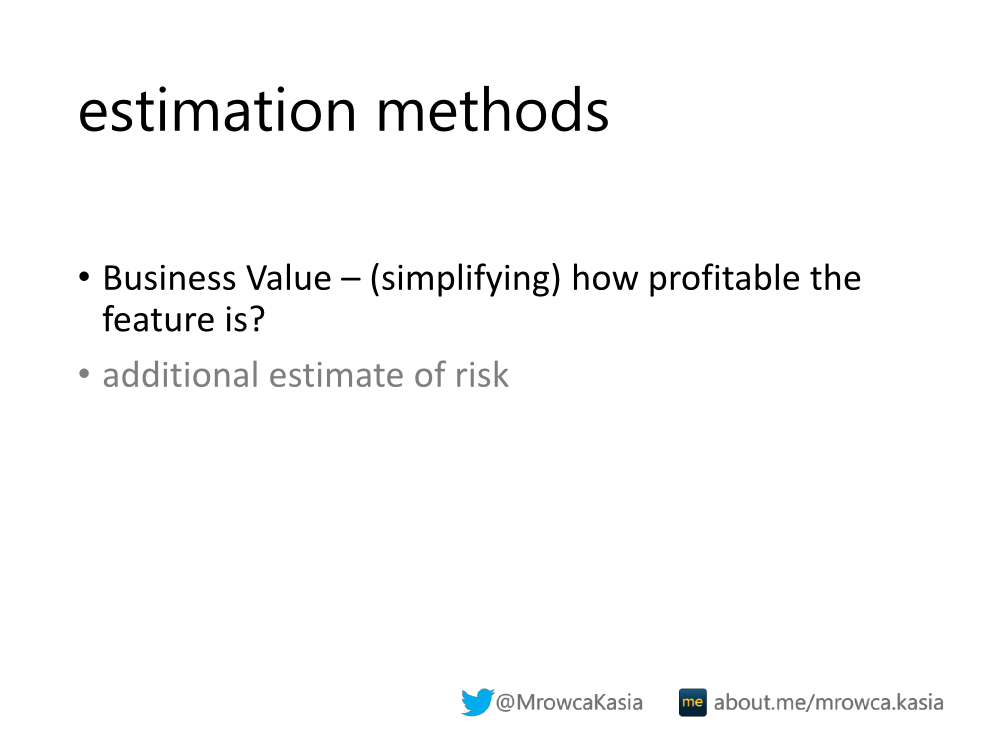 estimation methods
• Business Value – (simplifying) how profitable the
feature is?
• additional estimate of risk
@MrowcaKasia
me about.me/mrowca.kasia